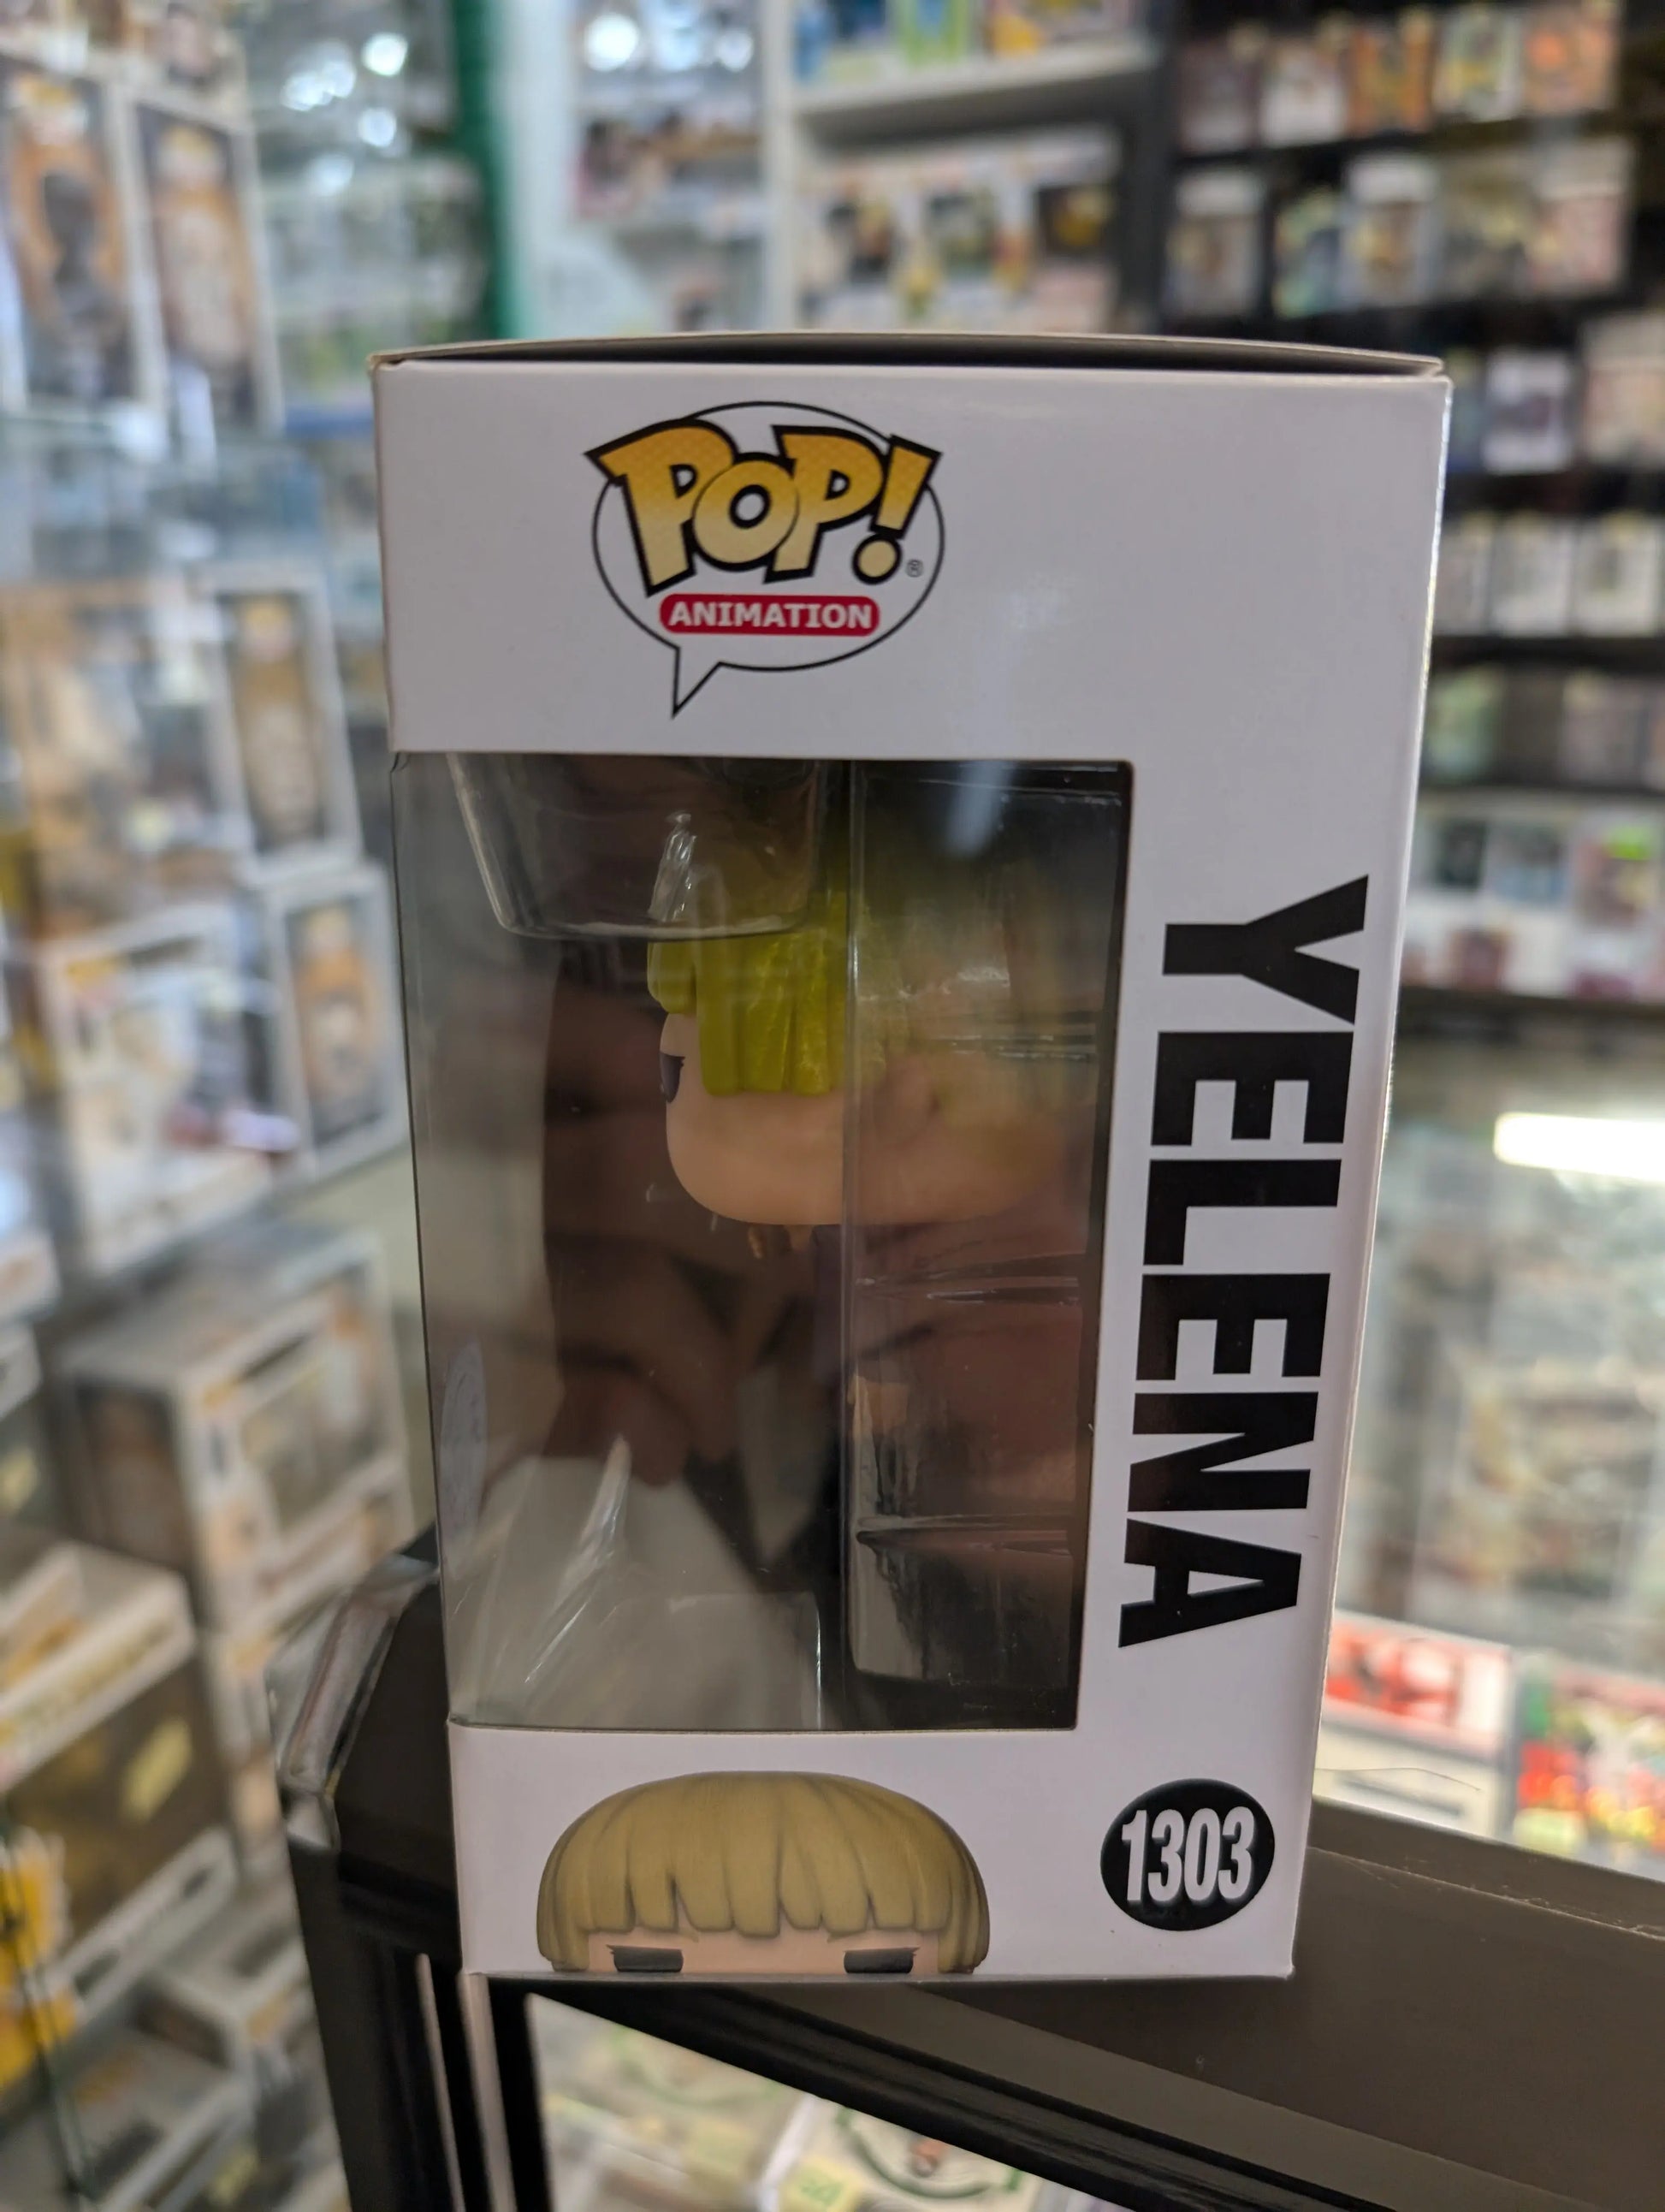 POP!
®
ANIMATION
YELENA
1303